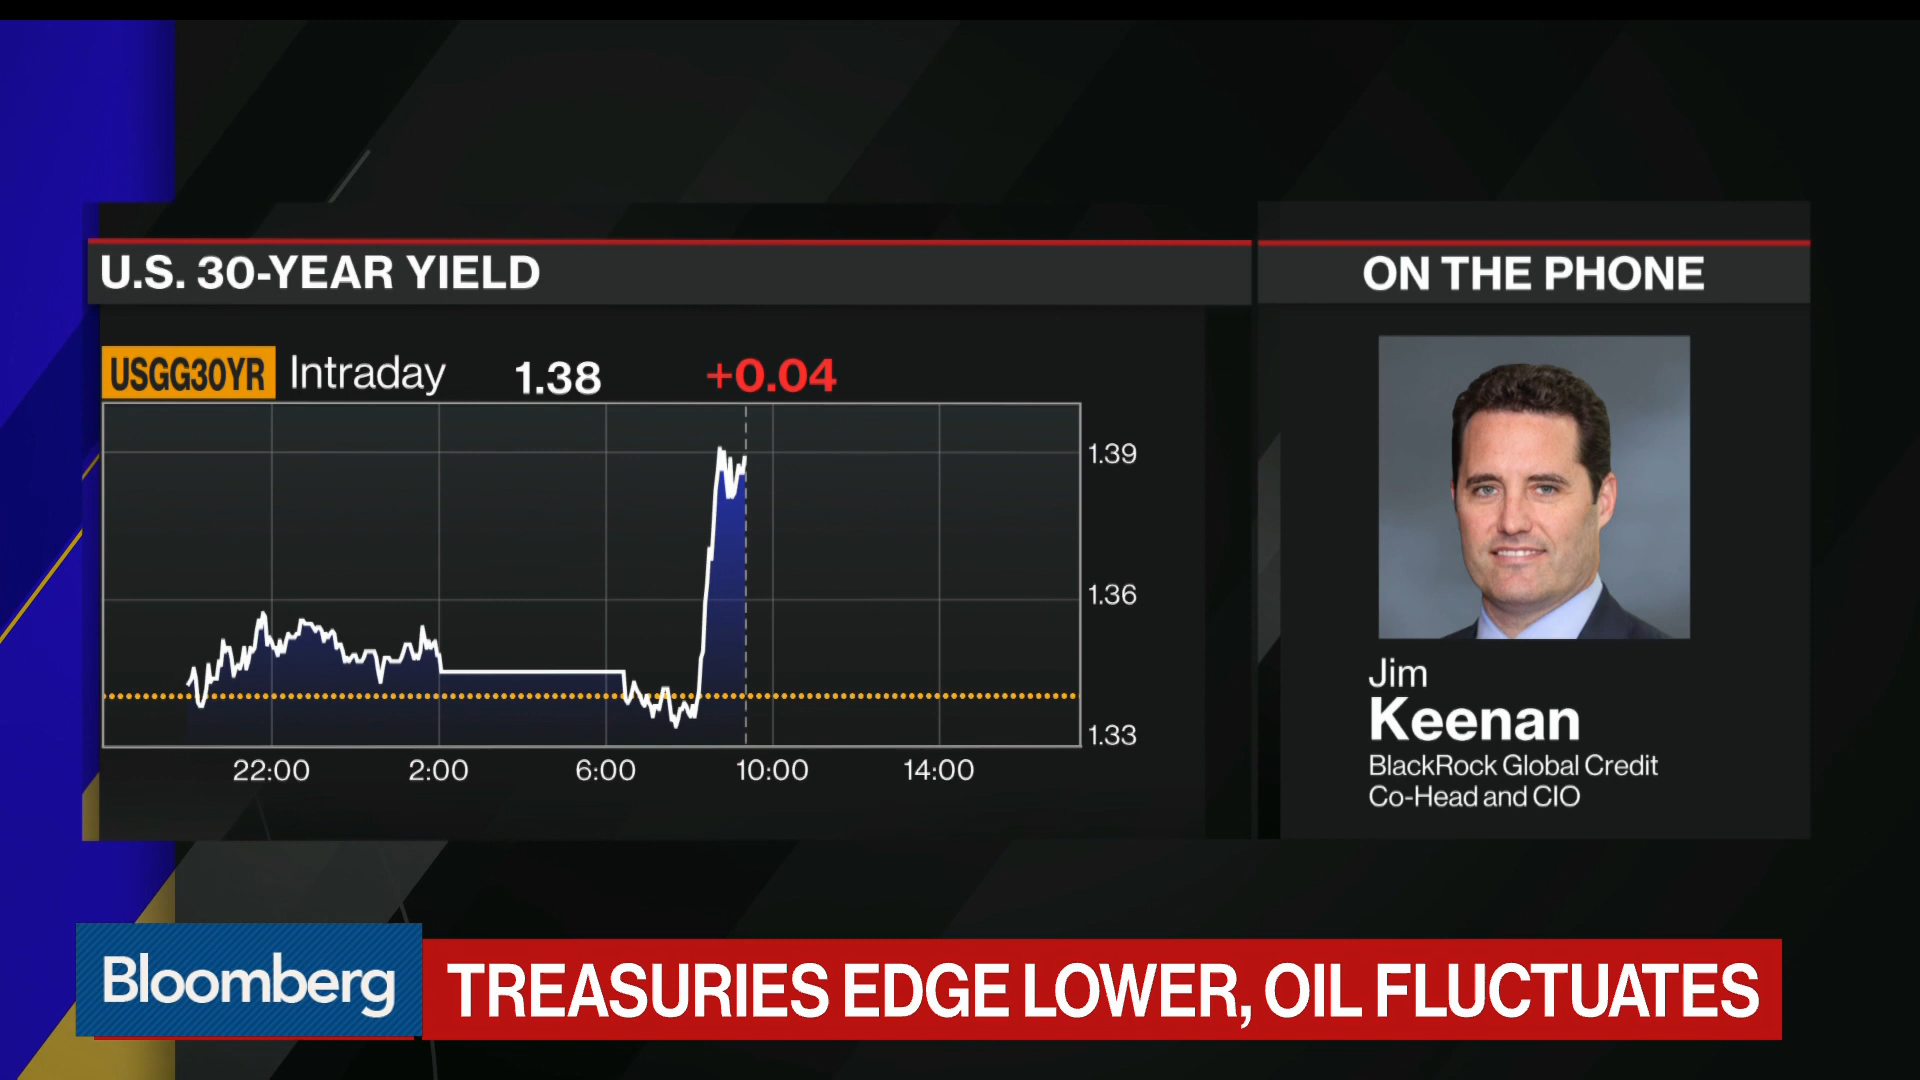 U.S. 30-YEAR YIELD
ON THE PHONE
USGG30YR Intraday 1.38 +0.04
1.39
1.36
1.33
22:00 2:00 6:00 10:00 14:00
Jim
Keenan
BlackRock Global Credit
Co-Head and CIO
Bloomberg
TREASURIES EDGE LOWER, OIL FLUCTUATES